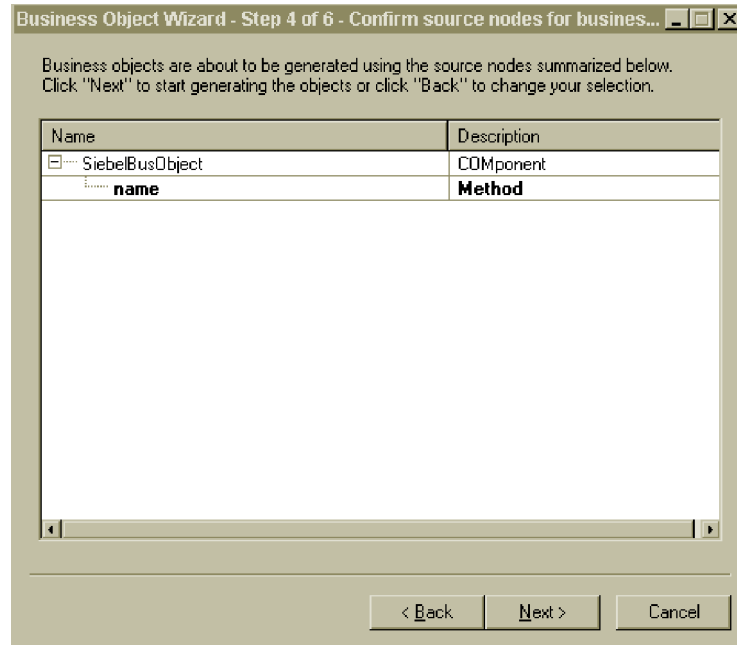 Business Object Wizard - Step 4 of 6 - Confirm source nodes for busines...
Business objects are about to be generated using the source nodes summarized below.
Click "Next" to start generating the objects or click "Back" to change your selection.
Name Description
SiebelBusObject COMponent
name Method
< Back Next > Cancel